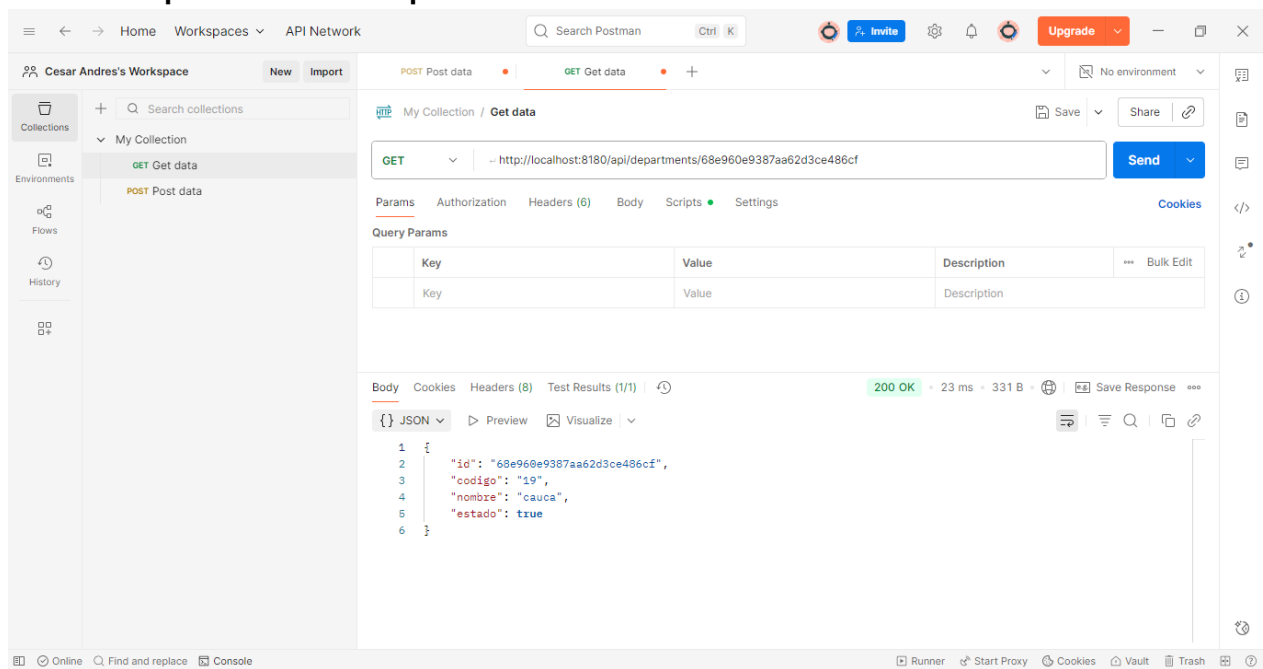 Home Workspaces API Network Search Postman Ctrl K Invite Upgrade
Cesar Andres's Workspace New Import POST Post data GET Get data No environment
Collections Search collections HTTP My Collection / Get data Save Share
My Collection
GET Get data GET http://localhost:8180/api/departments/68e960e9387aa62d3ce486cf Send
Environments
POST Post data
Params Authorization Headers (6) Body Scripts Settings Cookies
Flows
Query Params
Key Value Description Bulk Edit
History
Key Value Description
Body Cookies Headers (8) Test Results (1/1) 200 OK 23 ms 331 B e.g. Save Response
{} JSON Preview Visualize
1 {
2 "id": "68e960e9387aa62d3ce486cf",
3 "codigo": "19",
4 "nombre": "cauca",
5 "estado": true
6 }
Online Find and replace Console Runner Start Proxy Cookies Vault Trash